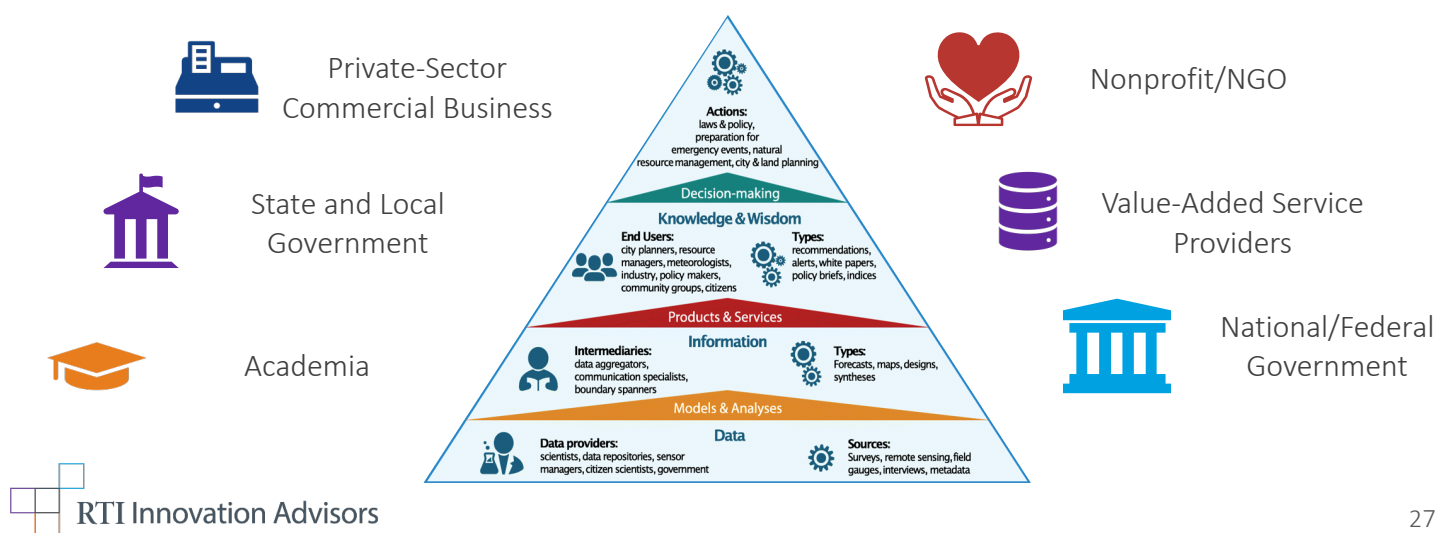 Private-Sector
Commercial Business
State and Local
Government
Academia
Actions:
laws & policy,
preparation for
emergency events, natural
resource management, city & land planning
Decision-making
Knowledge & Wisdom
End Users:
city planners, resource
managers, meteorologists,
industry, policy makers,
community groups, citizens
Types:
recommendations,
alerts, white papers,
policy briefs, indices
Products & Services
Information
Intermediaries:
data aggregators,
communication specialists,
boundary spanners
Types:
Forecasts, maps, designs,
syntheses
Models & Analyses
Data
Data providers:
scientists, data repositories, sensor
managers, citizen scientists, government
Sources:
Surveys, remote sensing, field
gauges, interviews, metadata
Nonprofit/NGO
Value-Added Service
Providers
National/Federal
Government
RTI Innovation Advisors
27